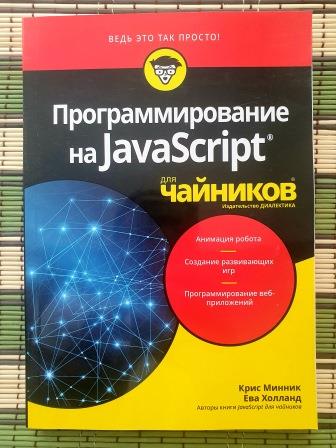 ВЕДЬ ЭТО ТАК ПРОСТО!
Программирование
на JavaScript®
для
чайников®
Издательство ДИАЛЕКТИКА
Анимация робота
Создание развивающих
игр
Программирование веб-
приложений
Крис Минник
Ева Холланд
Авторы книги JavaScript для чайников